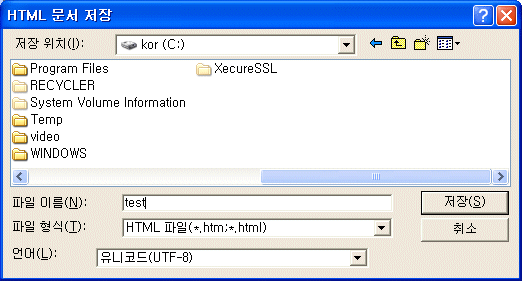 HTML 문서 저장
저장 위치(I):
kor (C:)
Program Files
XecureSSL
RECYCLER
System Volume Information
Temp
video
WINDOWS
파일 이름(N):
test
저장(S)
파일 형식(T):
HTML 파일(*.htm;*.html)
취소
언어(L):
유니코드(UTF-8)